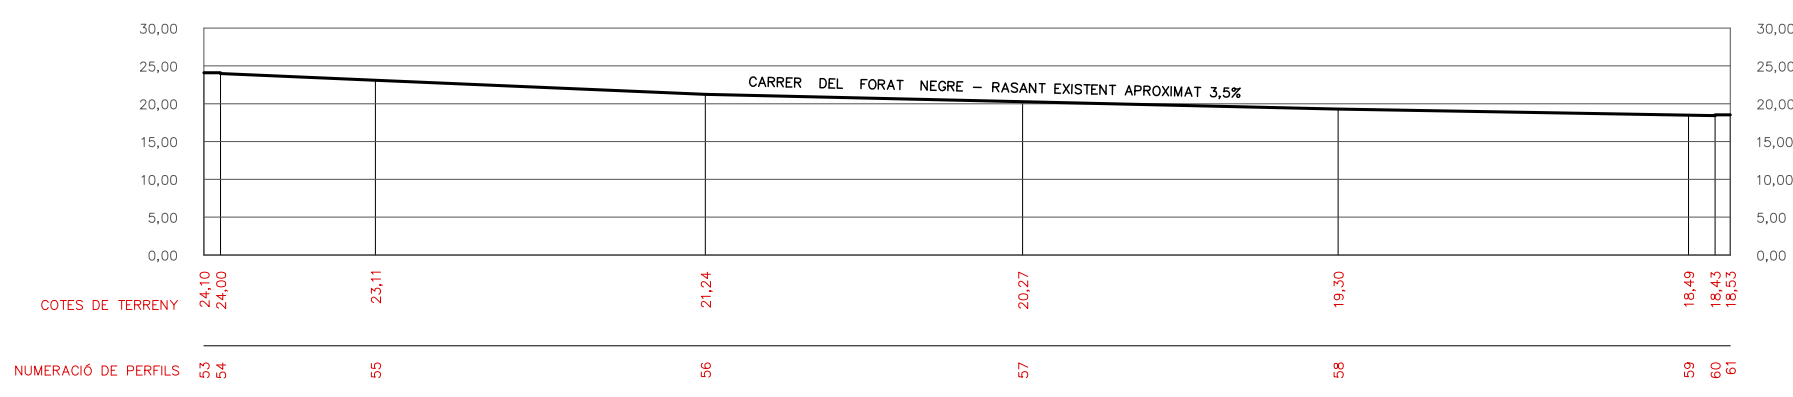 30,00 30,00
25,00 25,00
CARRER DEL FORAT NEGRE – RASANT EXISTENT APROXIMAT 3,5%
20,00 20,00
15,00 15,00
10,00 10,00
5,00 5,00
0,00 0,00
COTES DE TERRENY 24,10 24,00 23,11 21,24 20,27 19,30 18,49 18,43 18,53
NUMERACIÓ DE PERFILS 53 54 55 56 57 58 59 60 61